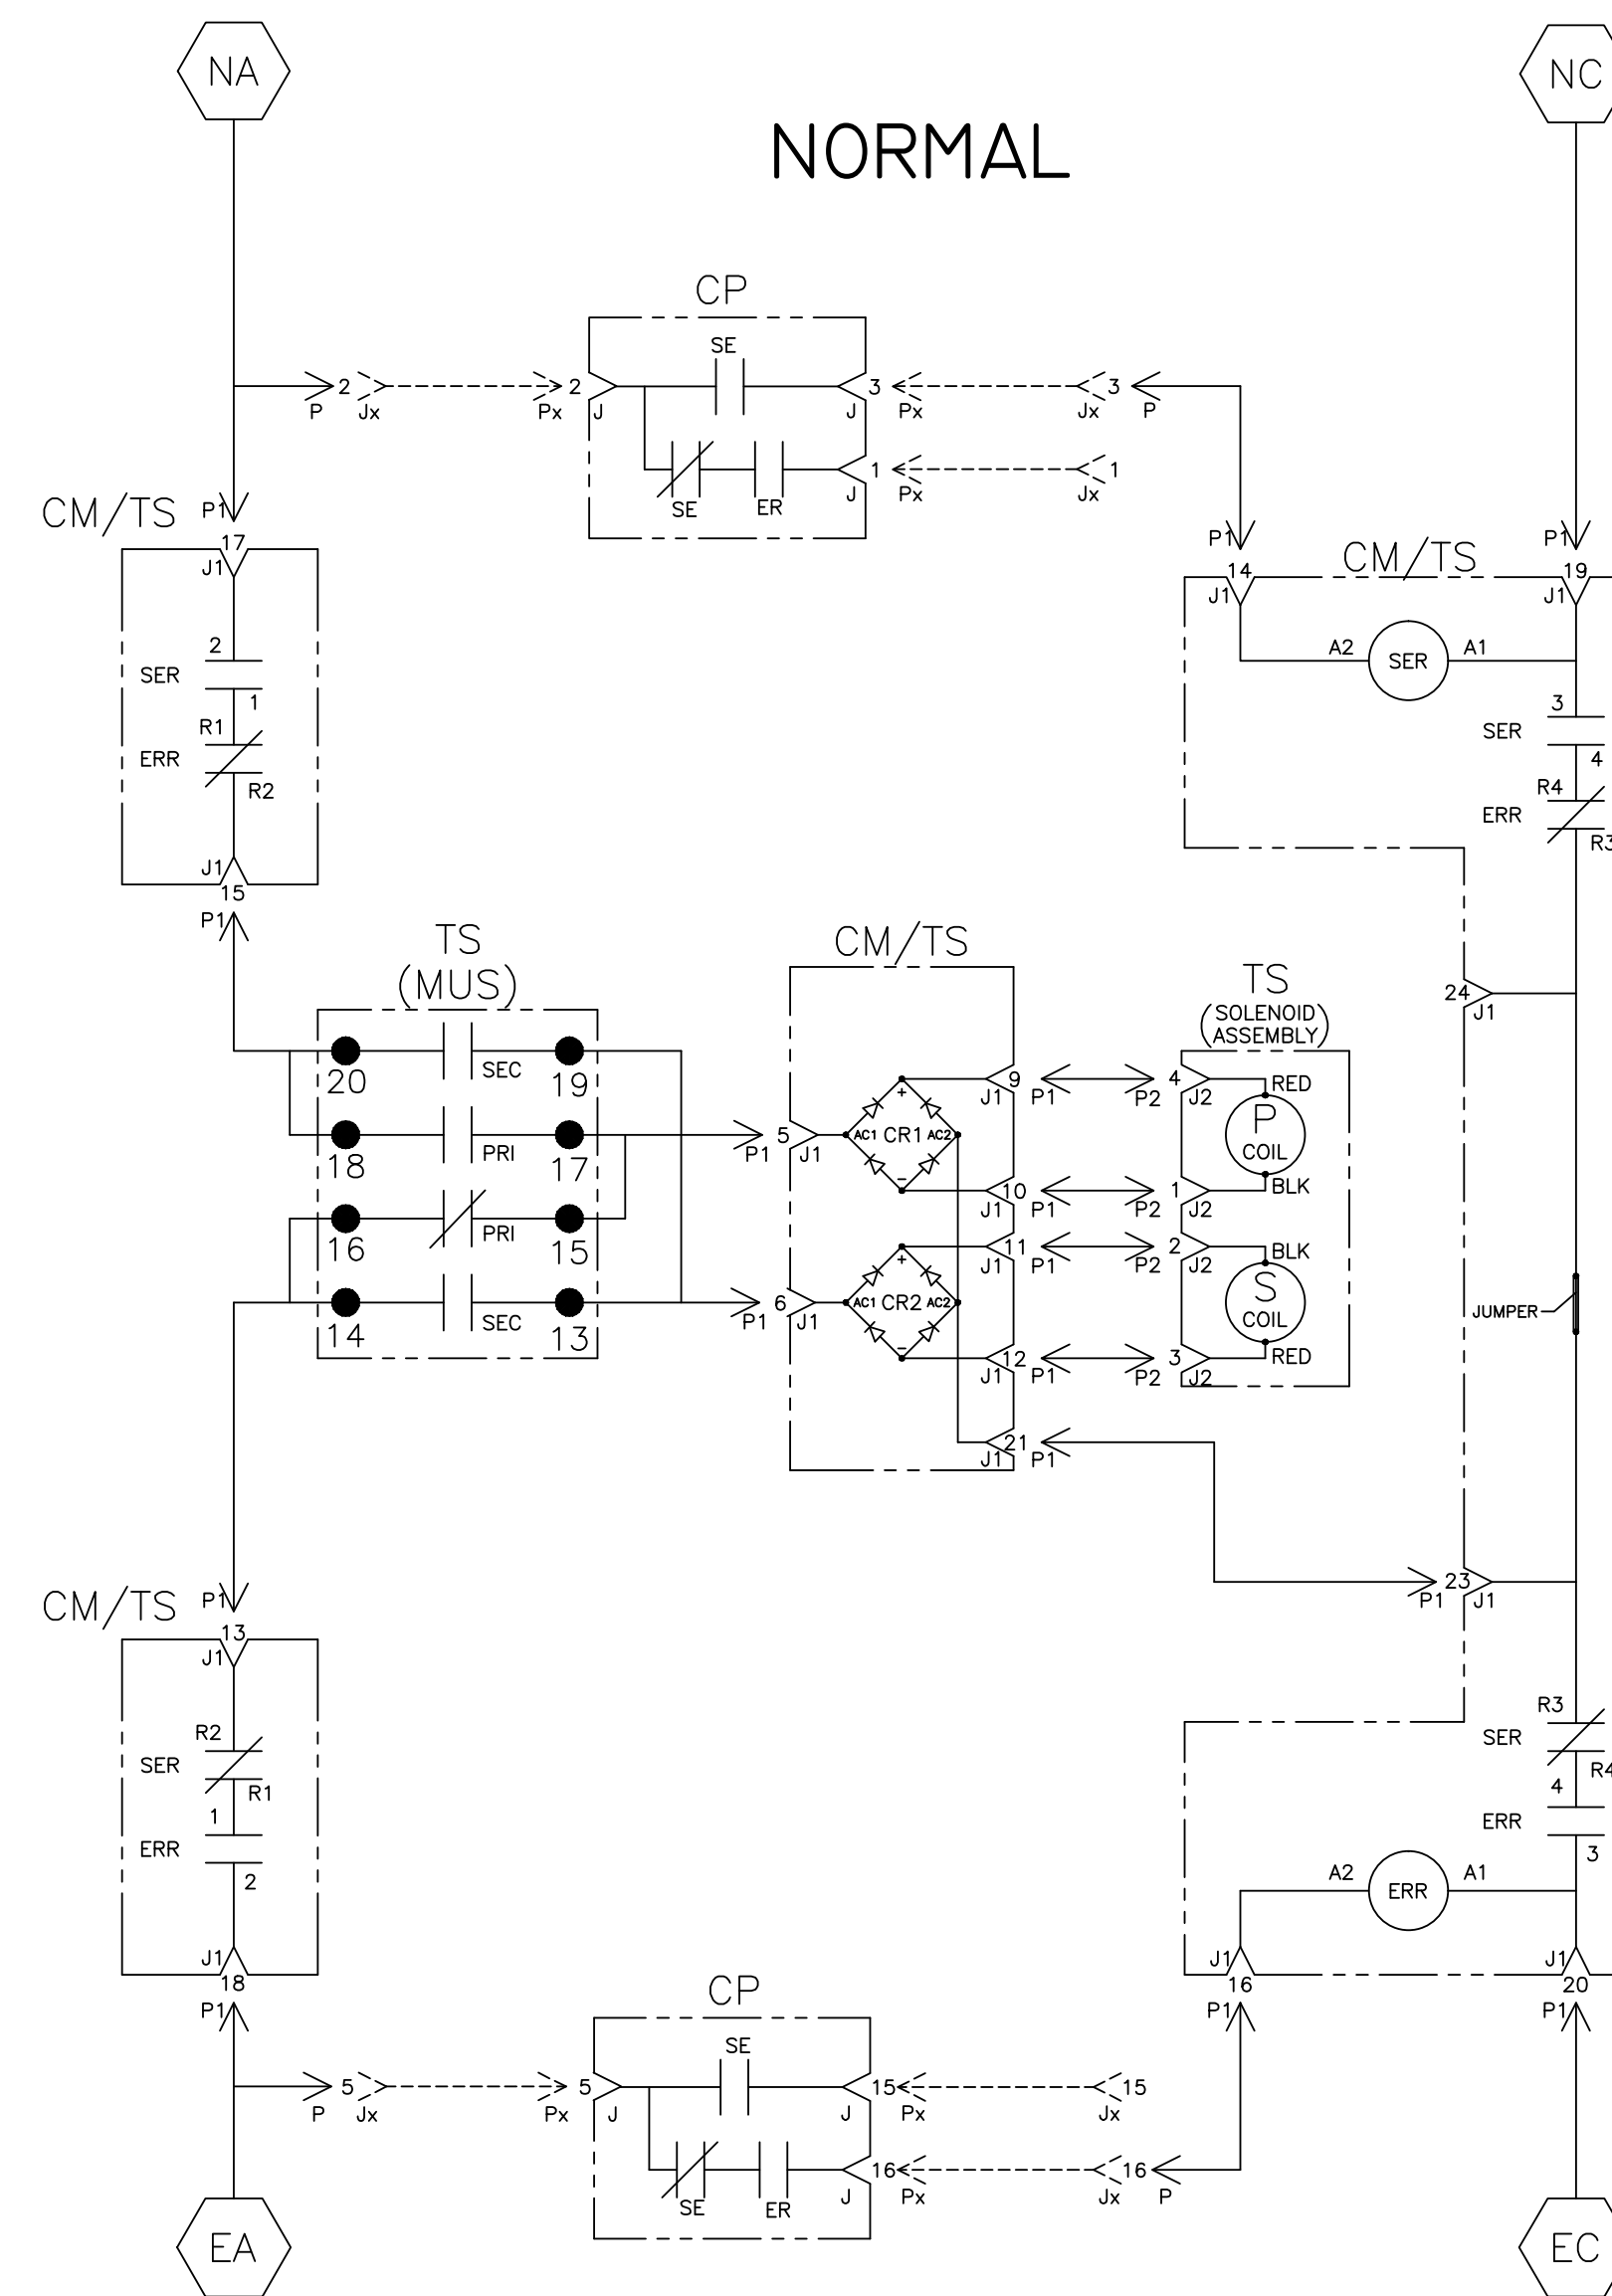 NA
NC
NORMAL
CP
SE
2
2
3
3
P
Jx
Px
J
J
Px
Jx
P
1
1
SE
ER
J
Px
Jx
CM/TS
P1
17
J1
2
SER
1
R1
ERR
R2
J1
15
P1
P1
14
J1
CM/TS
P1
19
J1
A2
SER
A1
3
SER
4
R4
ERR
R3
TS
(MUS)
20
SEC
19
18
PRI
17
16
PRI
15
14
SEC
13
CM/TS
P1
5
J1
AC1
CR1
AC2
+
−
9
J1
P1
10
J1
P1
P1
6
J1
AC1
CR2
AC2
+
−
11
J1
P1
12
J1
P1
21
J1
P1
TS
(SOLENOID
ASSEMBLY)
4
P2
J2
RED
P
COIL
1
P2
J2
BLK
2
P2
J2
BLK
S
COIL
3
P2
J2
RED
24
J1
JUMPER
23
P1
J1
CM/TS
P1
13
J1
R2
SER
R1
1
ERR
2
J1
18
P1
R3
SER
R4
4
ERR
3
A2
ERR
A1
J1
16
P1
J1
20
P1
CP
SE
5
5
15
15
P
Jx
Px
J
J
Px
Jx
16
16
SE
ER
J
Px
Jx
P
EA
EC